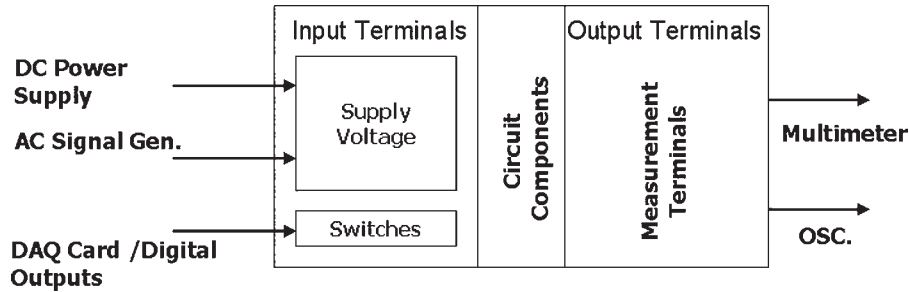 Input Terminals
Output Terminals
DC Power
Supply
Supply
Voltage
AC Signal Gen.
Switches
DAQ Card /Digital
Outputs
Circuit
Components
Measurement
Terminals
Multimeter
OSC.